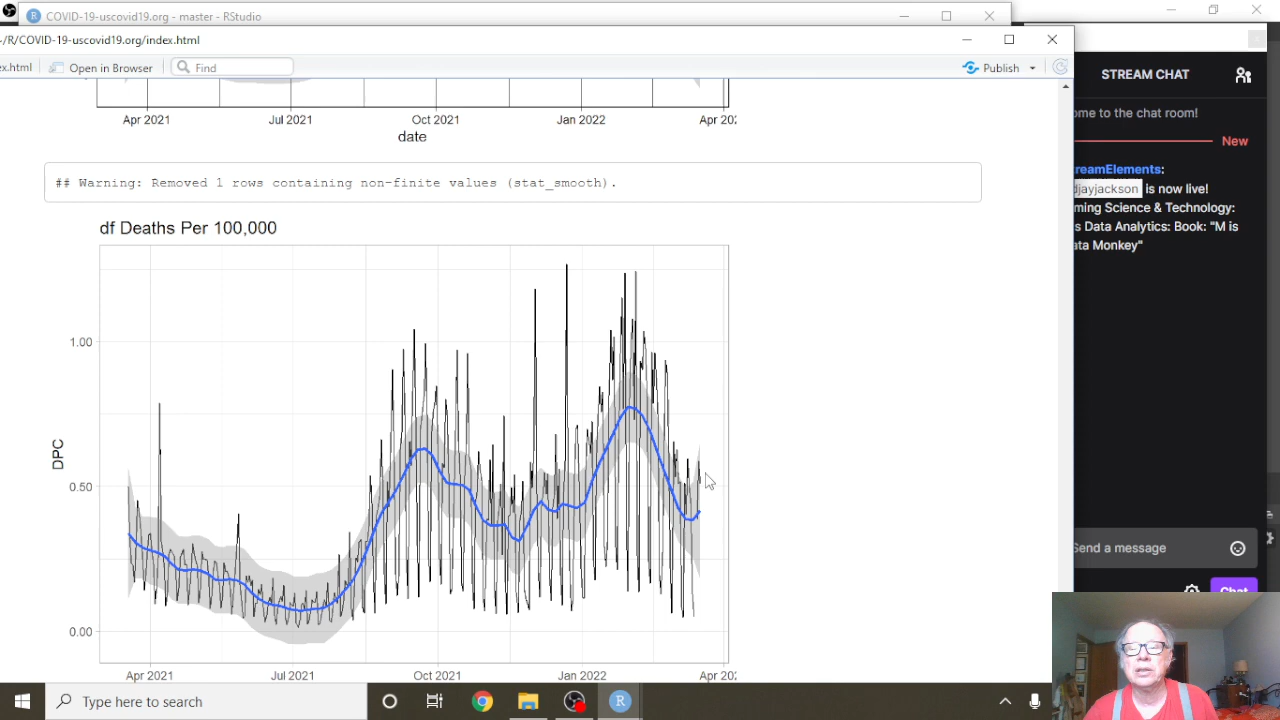 COVID-19-uscovid19.org - master - RStudio
~/R/COVID-19-uscovid19.org/index.html
Open in Browser
Find
Publish
Apr 2021
Jul 2021
Oct 2021
Jan 2022
date
## Warning: Removed 1 rows containing non-finite values (stat_smooth).
df Deaths Per 100,000
1.00
0.50
0.00
DPC
Apr 2021
Jul 2021
Oct 2021
Jan 2022
STREAM CHAT
ome to the chat room!
New
reamElements:
djayjackson is now live!
ming Science & Technology:
s Data Analytics: Book: "M is
ata Monkey"
Send a message
Chat
Type here to search